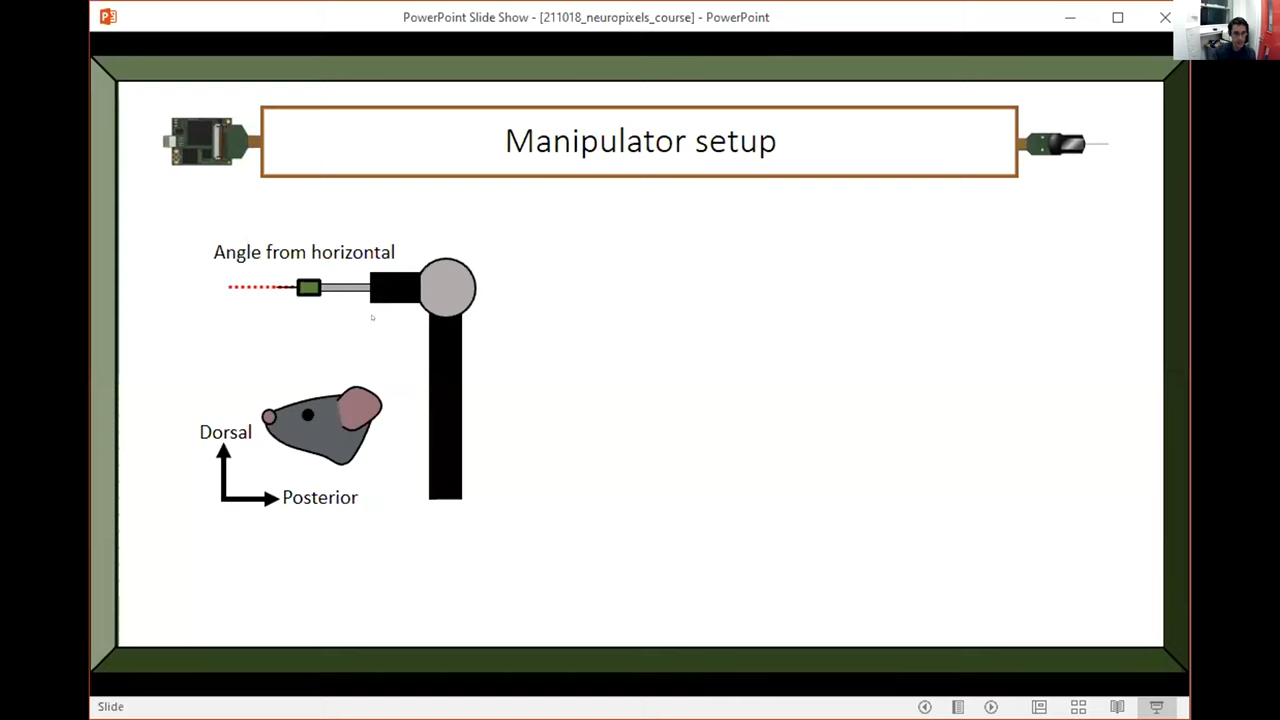 PowerPoint Slide Show - [211018_neuropixels_course] - PowerPoint
Manipulator setup
Angle from horizontal
Dorsal
Posterior
Slide